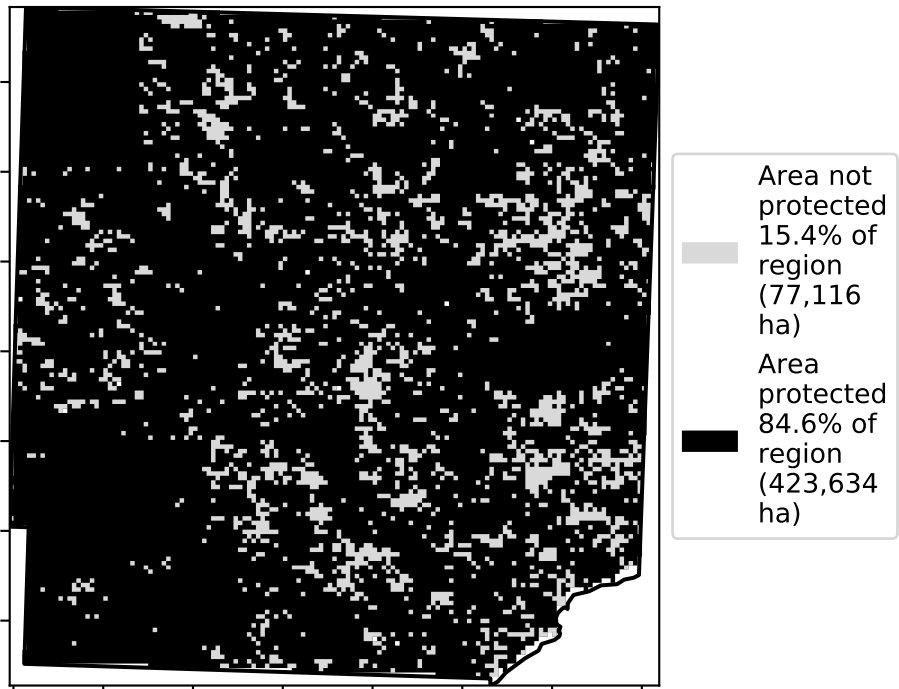 Area not
protected
15.4% of
region
(77,116
ha)
Area
protected
84.6% of
region
(423,634
ha)